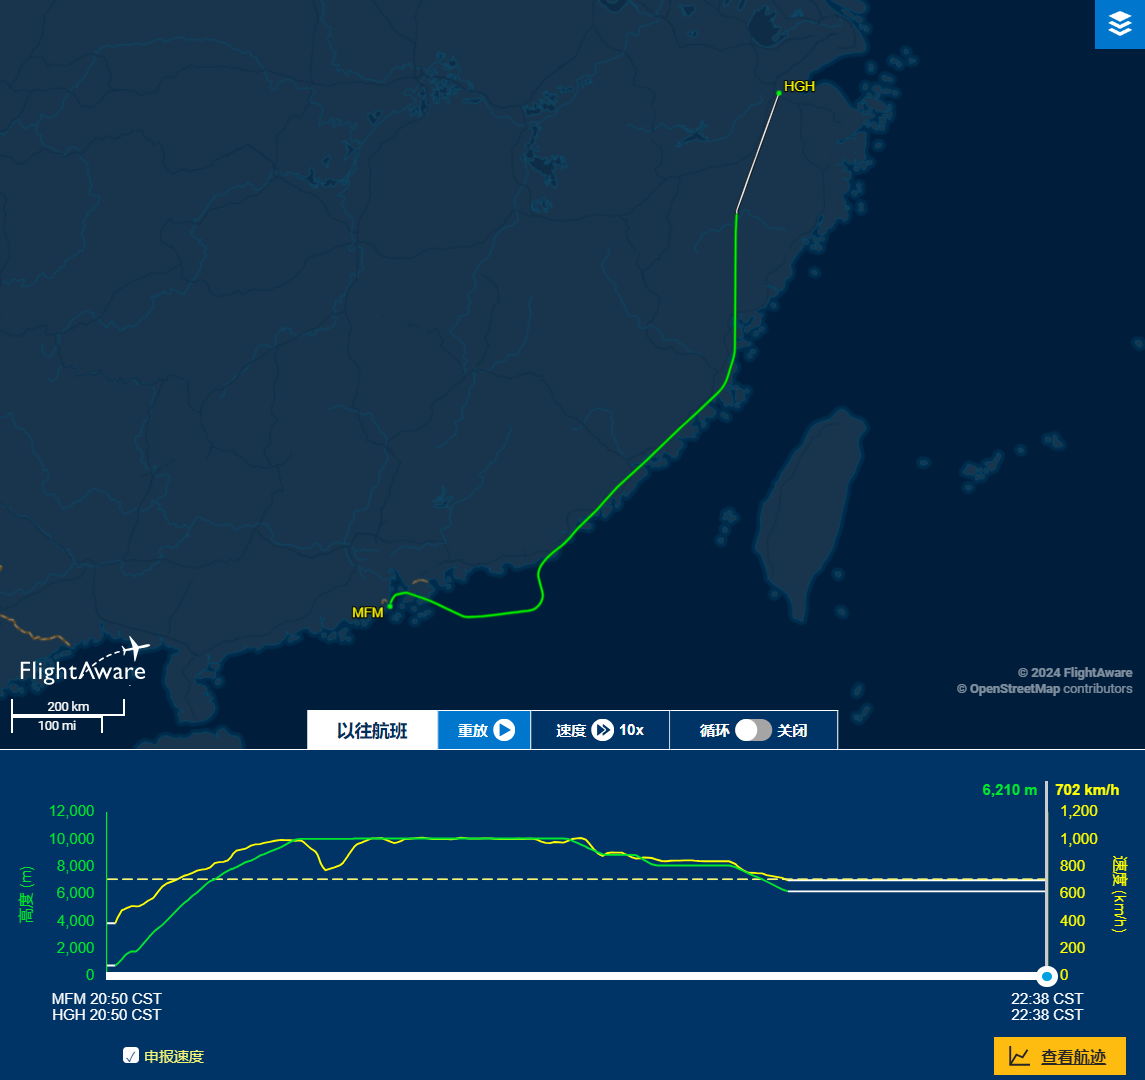 HGH
MFM
FlightAware
200 km
100 mi
© 2024 FlightAware
© OpenStreetMap contributors
以往航班 重放 速度 10x 循环 关闭
6,210 m 702 km/h
12,000 1,200
10,000 1,000
8,000 800
6,000 600
4,000 400
2,000 200
0 0
高度 (m)
速度 (km/h)
MFM 20:50 CST 22:38 CST
HGH 20:50 CST 22:38 CST
申报速度
查看航迹